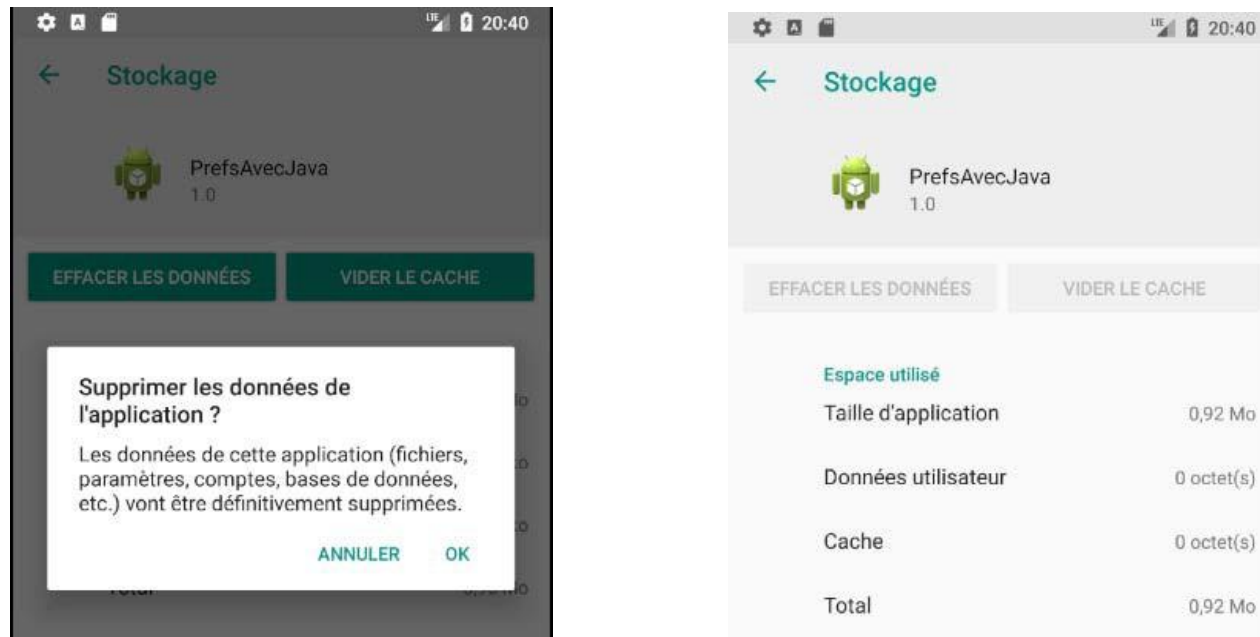 LTE 20:40
Stockage
PrefsAvecJava
1.0
EFFACER LES DONNÉES
VIDER LE CACHE
Supprimer les données de
l'application ?
Les données de cette application (fichiers,
paramètres, comptes, bases de données,
etc.) vont être définitivement supprimées.
ANNULER OK
LTE 20:40
Stockage
PrefsAvecJava
1.0
EFFACER LES DONNÉES
VIDER LE CACHE
Espace utilisé
Taille d'application 0,92 Mo
Données utilisateur 0 octet(s)
Cache 0 octet(s)
Total 0,92 Mo